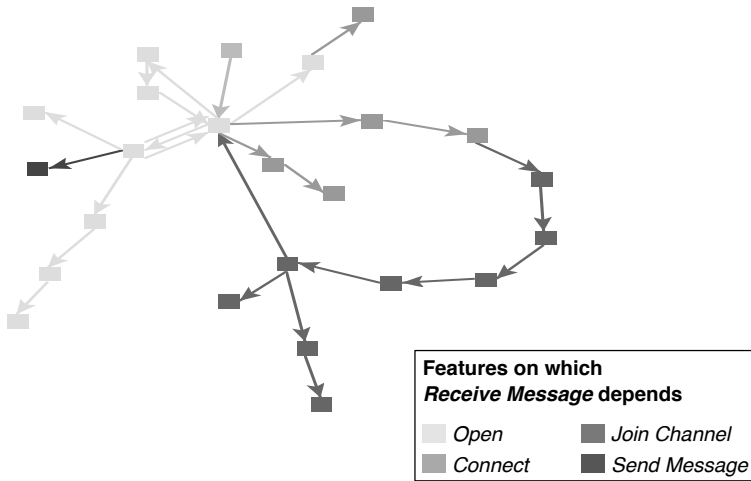 Features on which
Receive Message depends
Open
Join Channel
Connect
Send Message